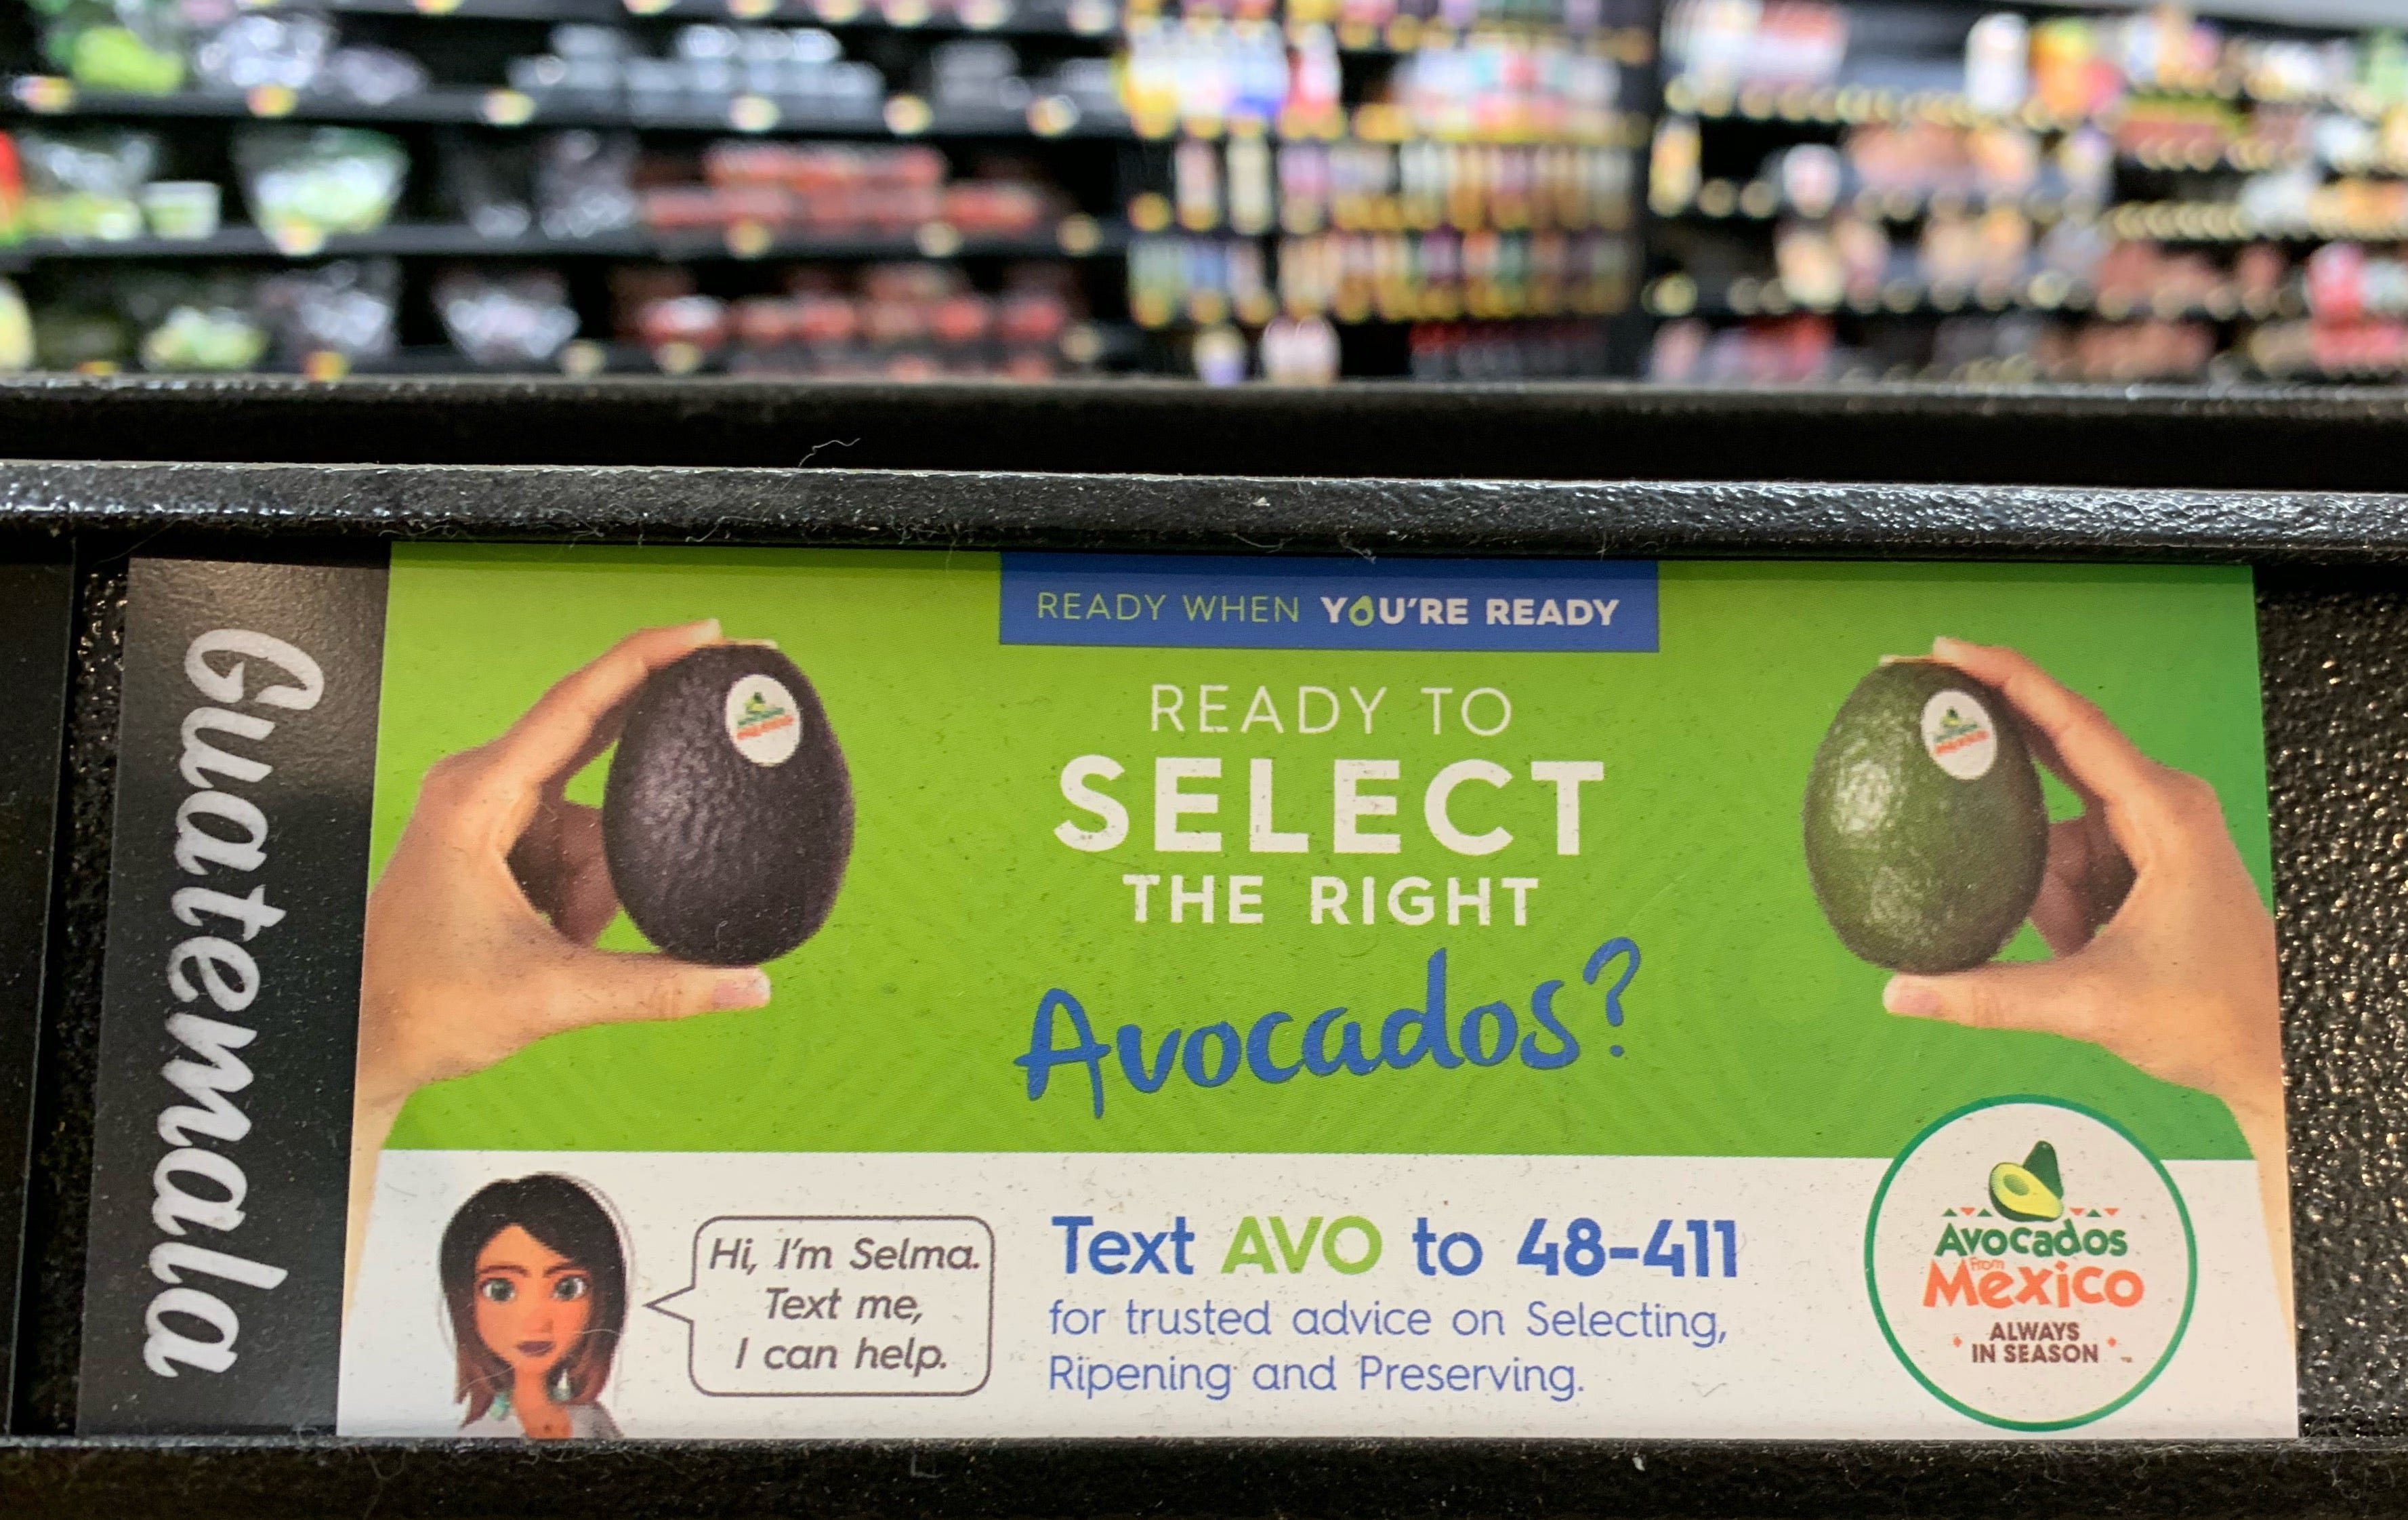 Guatemala
READY WHEN YOU'RE READY
READY TO
SELECT
THE RIGHT
Avocados?
Hi, I'm Selma.
Text me,
I can help.
Text AVO to 48-411
for trusted advice on Selecting,
Ripening and Preserving.
Avocados
From
Mexico
ALWAYS
IN SEASON